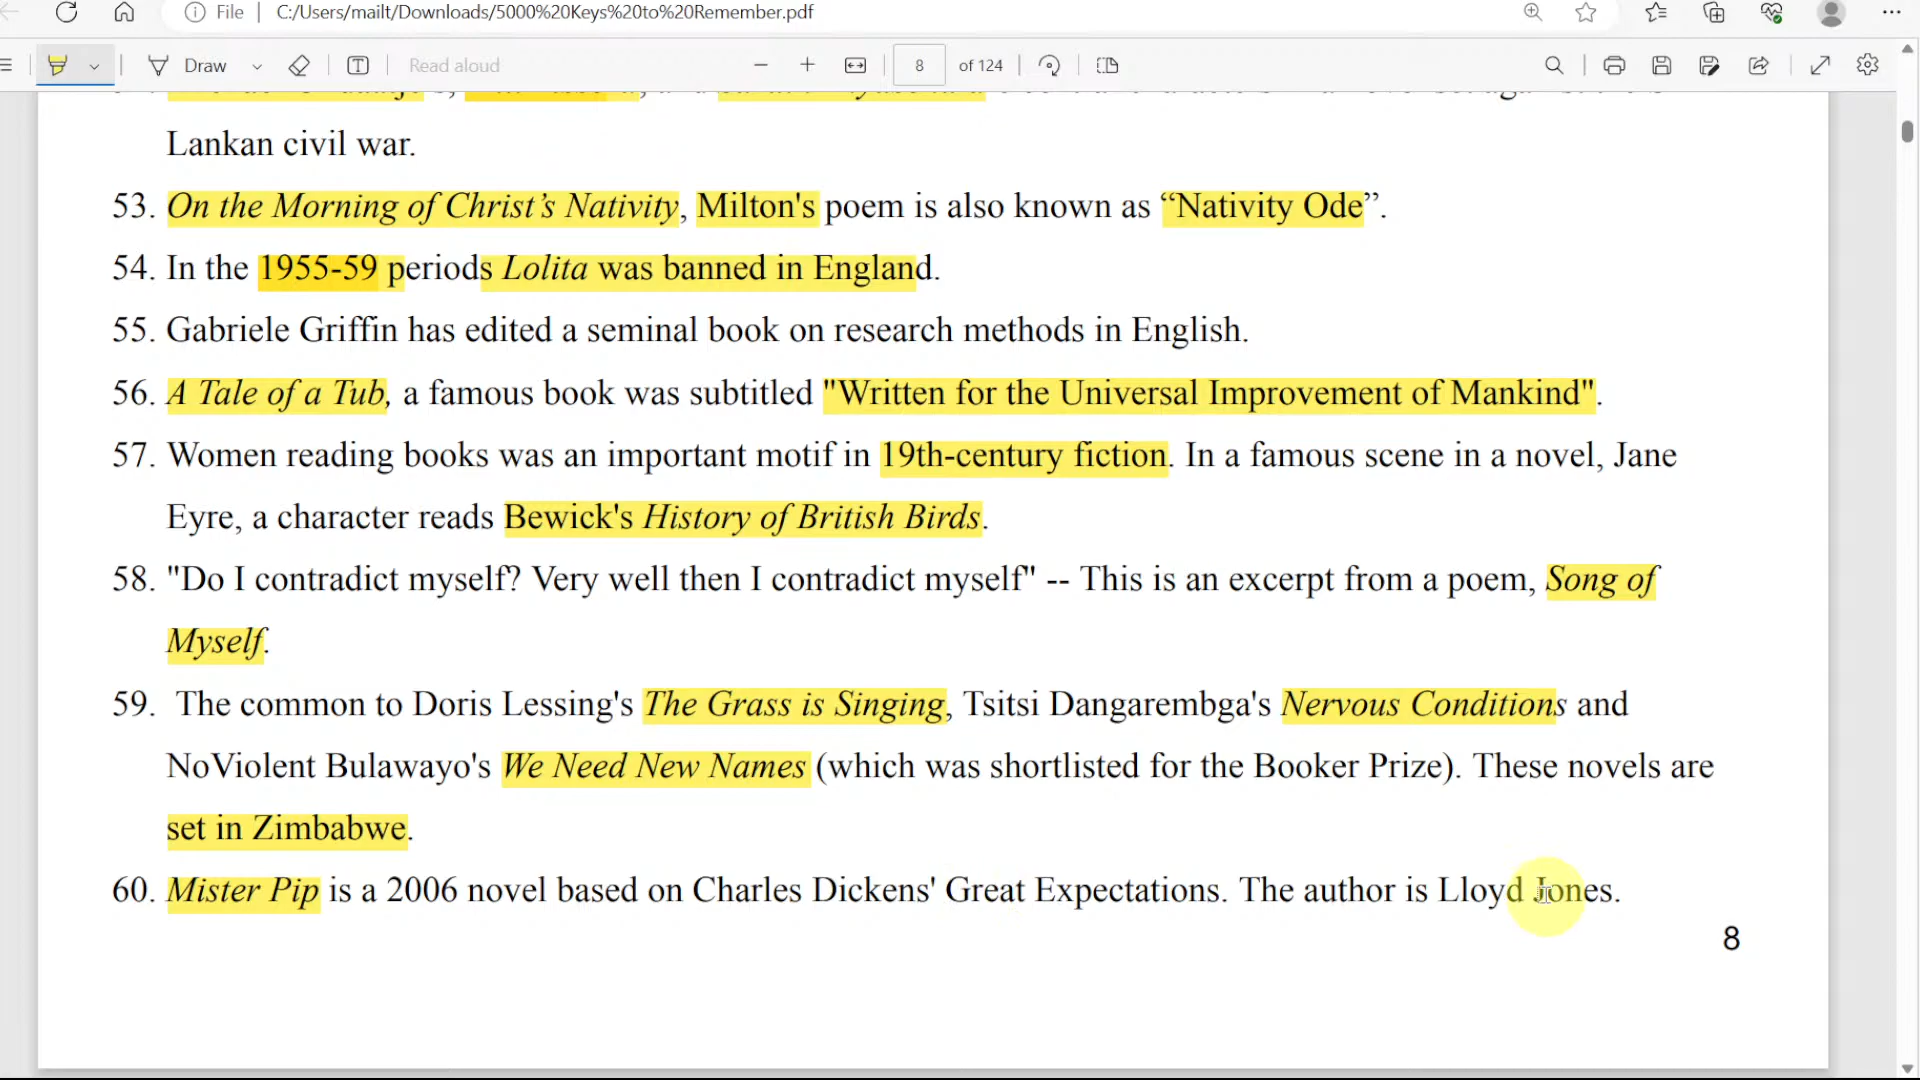 File | C:/Users/mailt/Downloads/5000%20Keys%20to%20Remember.pdf
Draw Read aloud 8 of 124
Lankan civil war.
53. On the Morning of Christ’s Nativity, Milton's poem is also known as “Nativity Ode”.
54. In the 1955-59 periods Lolita was banned in England.
55. Gabriele Griffin has edited a seminal book on research methods in English.
56. A Tale of a Tub, a famous book was subtitled "Written for the Universal Improvement of Mankind".
57. Women reading books was an important motif in 19th-century fiction. In a famous scene in a novel, Jane
Eyre, a character reads Bewick's History of British Birds.
58. "Do I contradict myself? Very well then I contradict myself" -- This is an excerpt from a poem, Song of
Myself.
59. The common to Doris Lessing's The Grass is Singing, Tsitsi Dangarembga's Nervous Conditions and
NoViolent Bulawayo's We Need New Names (which was shortlisted for the Booker Prize). These novels are
set in Zimbabwe.
60. Mister Pip is a 2006 novel based on Charles Dickens' Great Expectations. The author is Lloyd Jones.
8